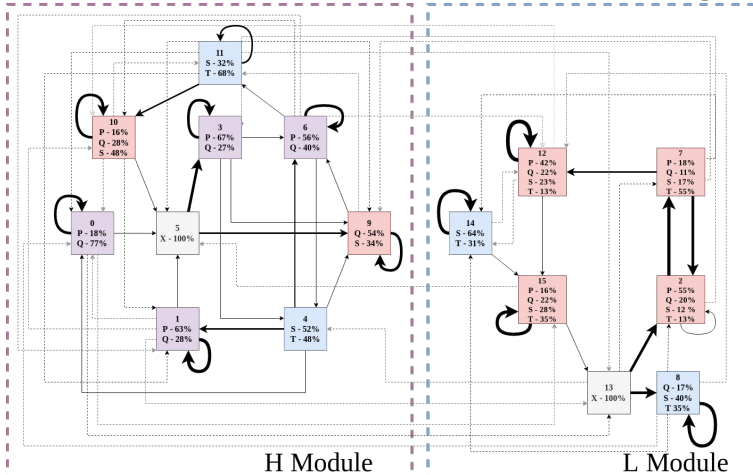 11
S - 32%
T - 68%
10
P - 16%
Q - 28%
S - 48%
3
P - 67%
Q - 27%
6
P - 56%
Q - 40%
0
P - 18%
Q - 77%
5
X - 100%
9
Q - 54%
S - 34%
1
P - 63%
Q - 28%
4
S - 52%
T - 48%
H Module
12
P - 42%
Q - 22%
S - 23%
T - 13%
7
P - 18%
Q - 11%
S - 17%
T - 55%
14
S - 64%
T - 31%
15
P - 16%
Q - 22%
S - 28%
T - 35%
2
P - 55%
Q - 20%
S - 12 %
T - 13%
13
X - 100%
8
Q - 17%
S - 40%
T 35%
L Module